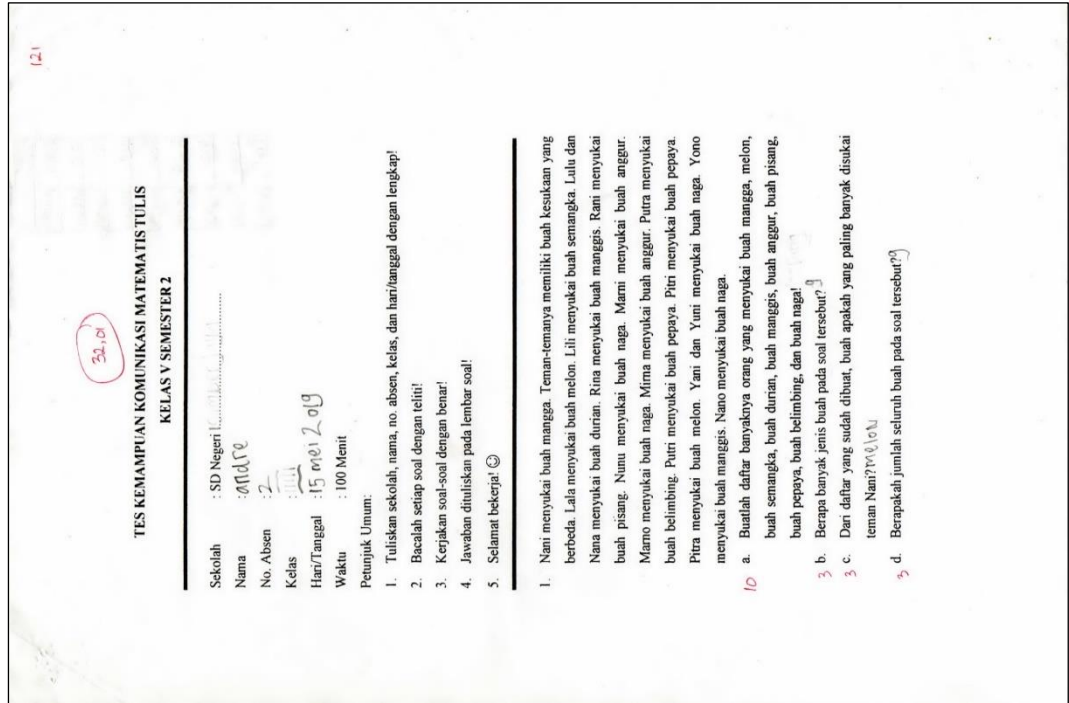 121
32,01
TES KEMAMPUAN KOMUNIKASI MATEMATIS TULIS
KELAS V SEMESTER 2
Sekolah : SD Negeri 1
Nama : andre
No. Absen : 2
Kelas :
Hari/Tanggal : 15 mei 2019
Waktu : 100 Menit
Petunjuk Umum:
1. Tuliskan sekolah, nama, no. absen, kelas, dan hari/tanggal dengan lengkap!
2. Bacalah setiap soal dengan teliti!
3. Kerjakan soal-soal dengan benar!
4. Jawaban dituliskan pada lembar soal!
5. Selamat bekerja! ☺
1. Nani menyukai buah mangga. Teman-temanya memiliki buah kesukaan yang
berbeda. Lala menyukai buah melon. Lili menyukai buah semangka. Lulu dan
Nana menyukai buah durian. Rina menyukai buah manggis. Rani menyukai
buah pisang. Nunu menyukai buah naga. Marni menyukai buah anggur.
Marno menyukai buah naga. Mirna menyukai buah anggur. Putra menyukai
buah belimbing. Putri menyukai buah pepaya. Pitri menyukai buah pepaya.
Pitra menyukai buah melon. Yani dan Yuni menyukai buah naga. Yono
menyukai buah manggis. Nano menyukai buah naga.
10 a. Buatlah daftar banyaknya orang yang menyukai buah mangga, melon,
buah semangka, buah durian, buah manggis, buah anggur, buah pisang,
buah pepaya, buah belimbing, dan buah naga!
3 b. Berapa banyak jenis buah pada soal tersebut? 9
3 c. Dari daftar yang sudah dibuat, buah apakah yang paling banyak disukai
teman Nani? melon
3 d. Berapakah jumlah seluruh buah pada soal tersebut? 9